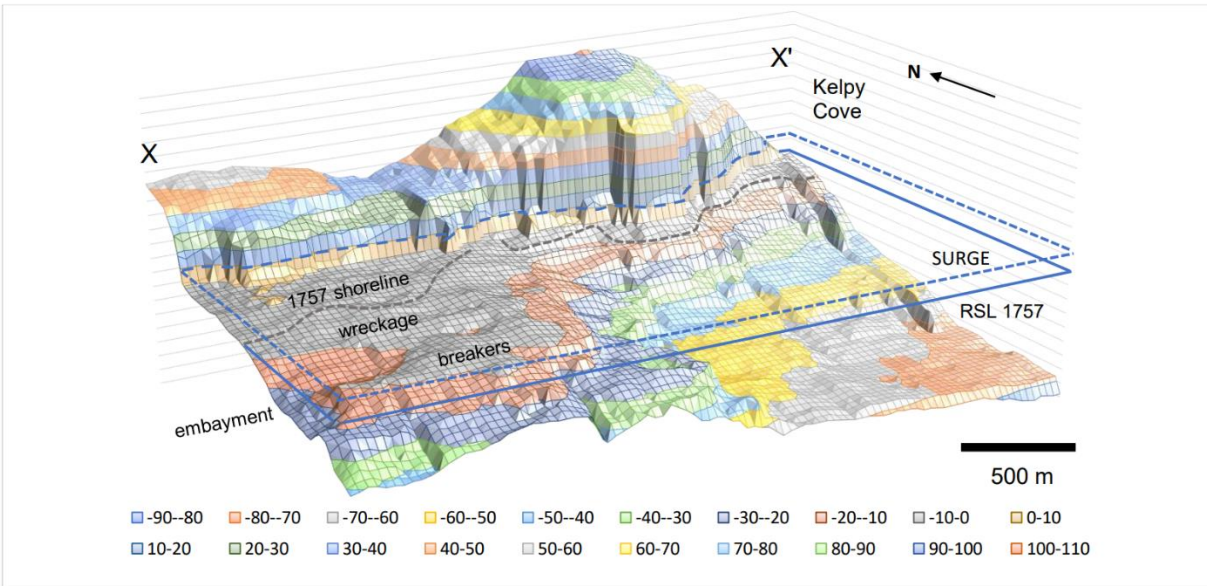 X'
N
Kelpy
Cove
X
SURGE
1757 shoreline
RSL 1757
wreckage
breakers
embayment
500 m
-90--80 -80--70 -70--60 -60--50 -50--40 -40--30 -30--20 -20--10 -10-0 0-10
10-20 20-30 30-40 40-50 50-60 60-70 70-80 80-90 90-100 100-110